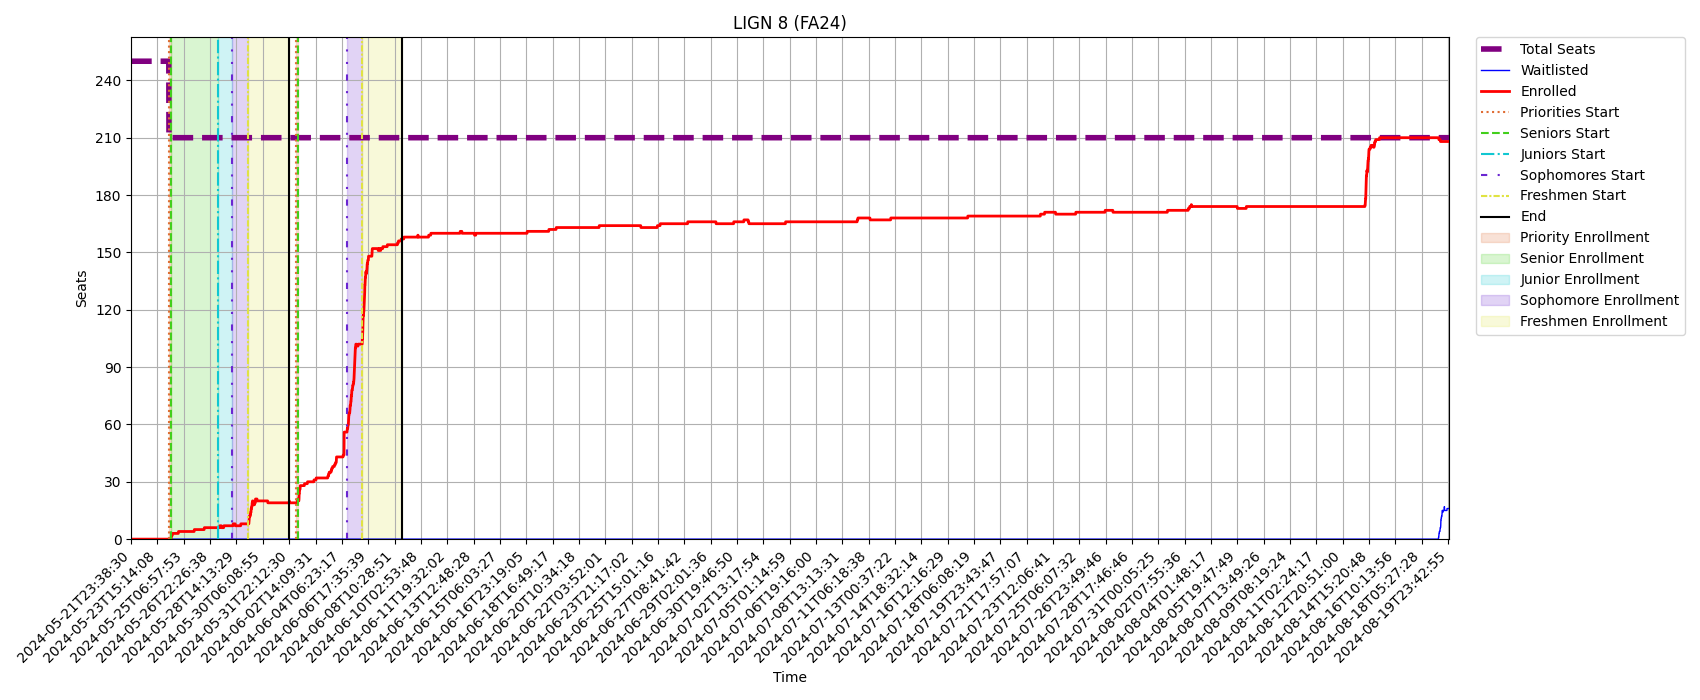 LIGN 8 (FA24)
Seats
240
210
180
150
120
90
60
30
0
2024-05-21T23:38:30
2024-05-23T15:14:08
2024-05-25T06:57:53
2024-05-26T22:26:38
2024-05-28T14:13:29
2024-05-30T06:08:55
2024-05-31T22:12:30
2024-06-02T14:09:31
2024-06-04T06:23:17
2024-06-06T17:35:39
2024-06-08T10:28:51
2024-06-10T02:53:48
2024-06-11T19:32:02
2024-06-13T12:48:28
2024-06-15T06:03:27
2024-06-16T23:19:05
2024-06-18T16:49:17
2024-06-20T10:34:18
2024-06-22T03:52:01
2024-06-23T21:17:02
2024-06-25T15:01:16
2024-06-27T08:41:42
2024-06-29T02:01:36
2024-06-30T19:46:50
2024-07-02T13:17:54
2024-07-05T01:14:59
2024-07-06T19:16:00
2024-07-08T13:13:31
2024-07-11T06:18:38
2024-07-13T00:37:22
2024-07-14T18:32:14
2024-07-16T12:16:29
2024-07-18T06:08:19
2024-07-19T23:43:47
2024-07-21T17:57:07
2024-07-23T12:06:41
2024-07-25T06:07:32
2024-07-26T23:49:46
2024-07-28T17:46:46
2024-07-31T00:05:25
2024-08-02T07:55:36
2024-08-04T01:48:17
2024-08-05T19:47:49
2024-08-07T13:49:26
2024-08-09T08:19:24
2024-08-11T02:24:17
2024-08-12T20:51:00
2024-08-14T15:20:48
2024-08-16T10:13:56
2024-08-18T05:27:28
2024-08-19T23:42:55
Time
Total Seats
Waitlisted
Enrolled
Priorities Start
Seniors Start
Juniors Start
Sophomores Start
Freshmen Start
End
Priority Enrollment
Senior Enrollment
Junior Enrollment
Sophomore Enrollment
Freshmen Enrollment